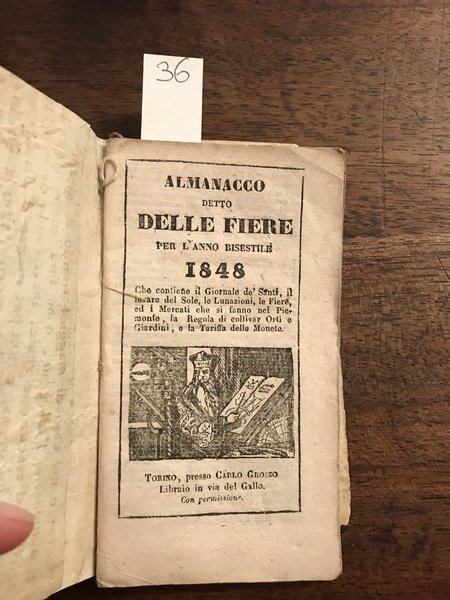 36
ALMANACCO
DETTO
DELLE FIERE
PER L'ANNO BISESTILE
1848
Che contiene il Giornale de' Santi, il
levare del Sole, le Lunazioni, le Fiere,
ed i Mercati che si fanno nel Pie-
monte, la Regola di coltivar Orti e
Giardini, e la Tariffa delle Monete.
TORINO, presso CARLO GROSSO
Libraio in via del Gallo.
Con permissione.